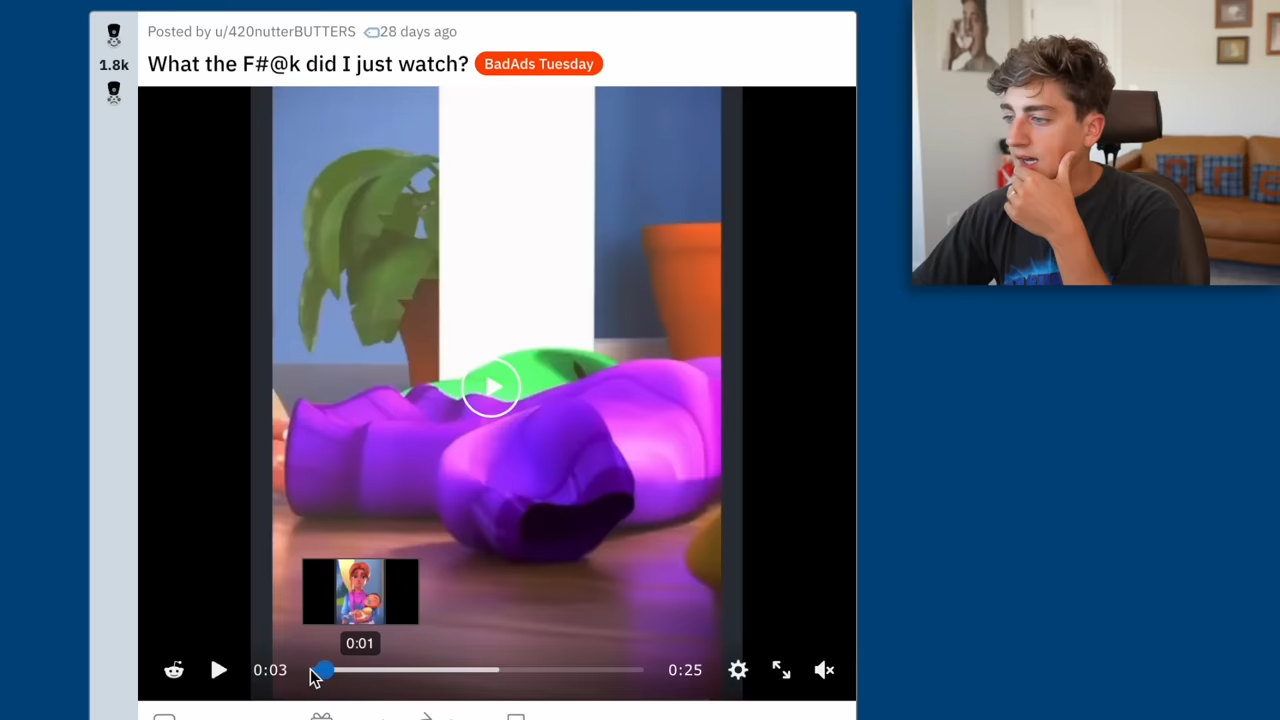 Posted by u/420nutterBUTTERS 28 days ago
1.8k
What the F#@k did I just watch? BadAds Tuesday
0:01
0:03
0:25